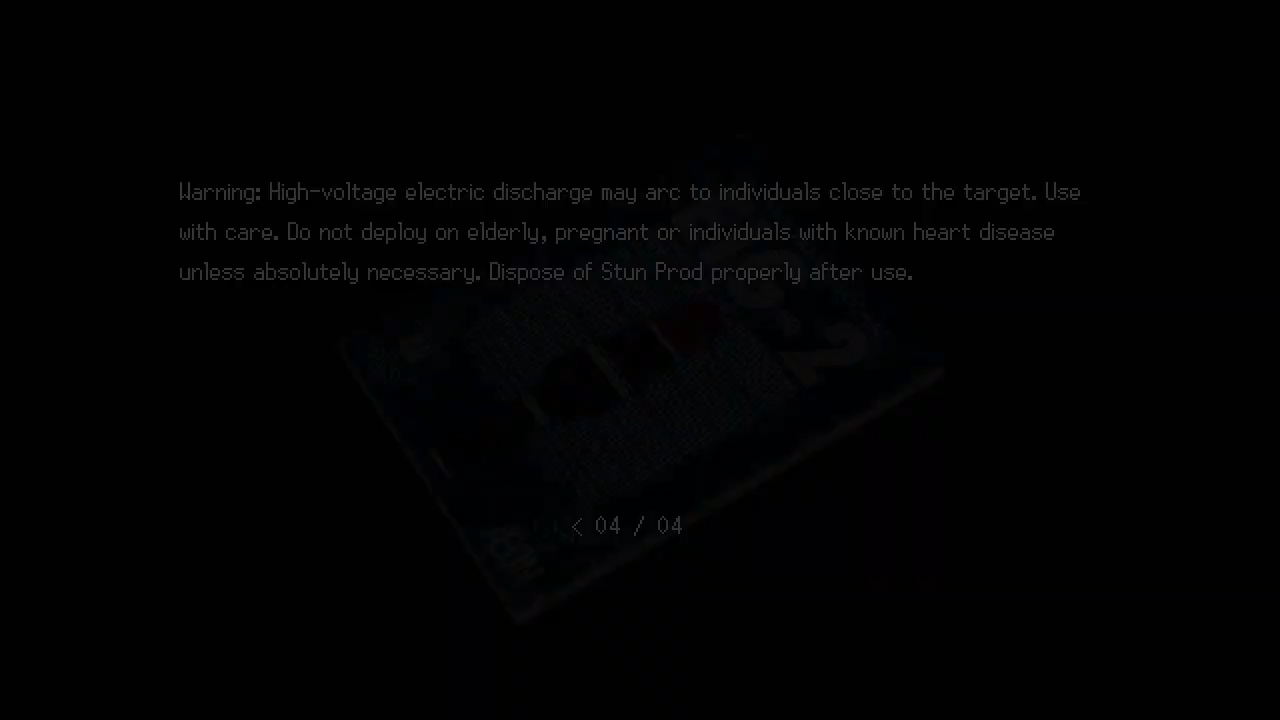 Warning: High-voltage electric discharge may arc to individuals close to the target. Use
with care. Do not deploy on elderly, pregnant or individuals with known heart disease
unless absolutely necessary. Dispose of Stun Prod properly after use.
< 04 / 04